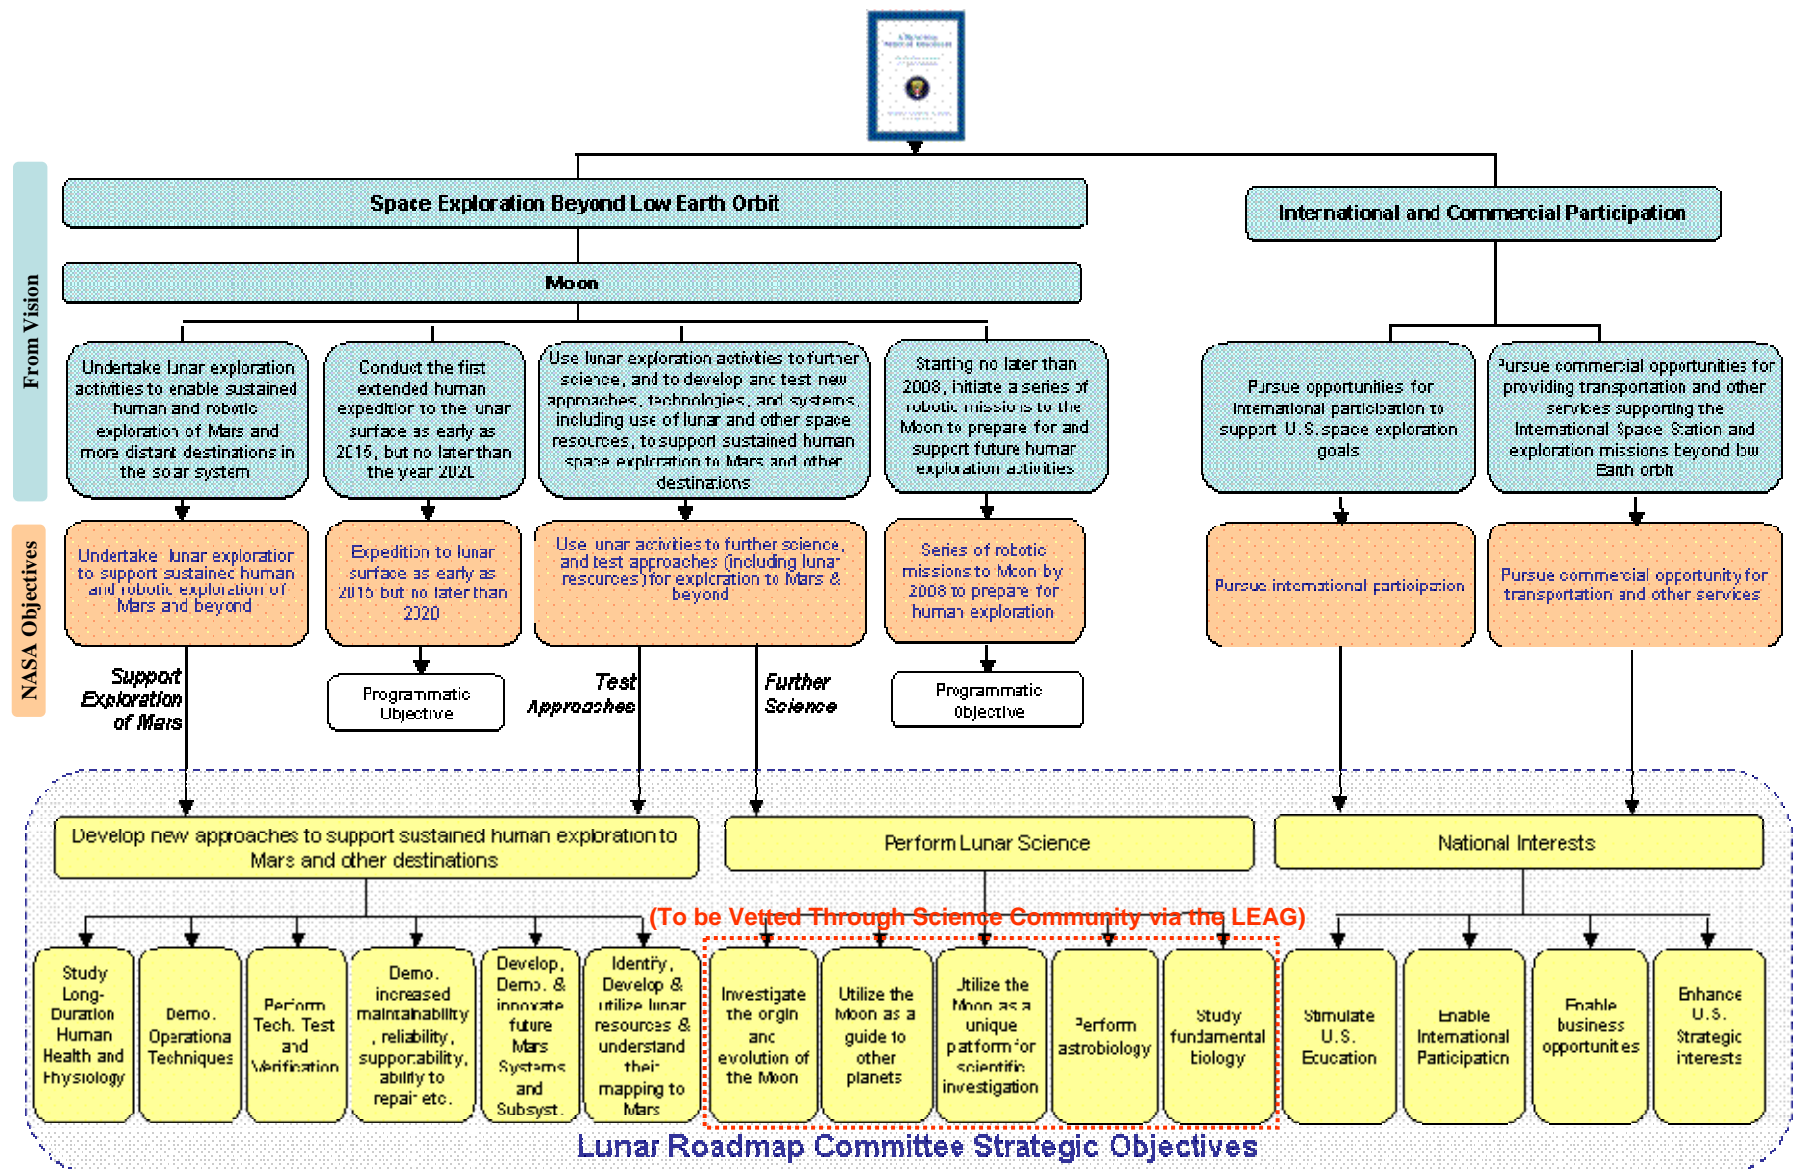 Space Exploration Beyond Low Earth Orbit
International and Commercial Participation
Moon
From Vision
Undertake lunar exploration
activities to enable sustained
human and robotic
exploration of Mars and
more distant destinations in
the solar system
Conduct the first
extended human
expedition to the lunar
surface as early as
2015, but no later than
the year 2020
Use lunar exploration activities to further
science, and to develop and test new
approaches, technologies, and systems,
including use of lunar and other space
resources, to support sustained human
space exploration to Mars and other
destinations
Starting no later than
2008, initiate a series of
robotic missions to the
Moon to prepare for and
support future human
exploration activities
Pursue opportunities for
international participation to
support U.S. space exploration
goals
Pursue commercial opportunities for
providing transportation and other
services supporting the
International Space Station and
exploration missions beyond low
Earth orbit
NASA Objectives
Undertake lunar exploration
to support sustained human
and robotic exploration of
Mars and beyond
Expedition to lunar
surface as early as
2015 but no later than
2020
Use lunar activities to further science,
and test approaches (including lunar
resources) for exploration to Mars &
beyond
Series of robotic
missions to Moon by
2008 to prepare for
human exploration
Pursue international participation
Pursue commercial opportunity for
transportation and other services
Support
Exploration
of Mars
Programmatic
Objective
Test
Approaches
Further
Science
Programmatic
Objective
Develop new approaches to support sustained human exploration to
Mars and other destinations
Perform Lunar Science
National Interests
(To be Vetted Through Science Community via the LEAG)
Study
Long-
Duration
Human
Health and
Physiology
Demo.
Operational
Techniques
Perform
Tech. Test
and
Verification
Demo.
increased
maintainability
, reliability,
supportability,
ability to
repair etc.
Develop,
Demo. &
innovate
future
Mars
Systems
and
Subsyst.
Identify,
Develop &
utilize lunar
resources &
understand
their
mapping to
Mars
Investigate
the origin
and
evolution of
the Moon
Utilize the
Moon as a
guide to
other
planets
Utilize the
Moon as a
unique
platform for
scientific
investigation
Perform
astrobiology
Study
fundamental
biology
Stimulate
U.S.
Education
Enable
International
Participation
Enable
business
opportunities
Enhance
U.S.
Strategic
interests
Lunar Roadmap Committee Strategic Objectives